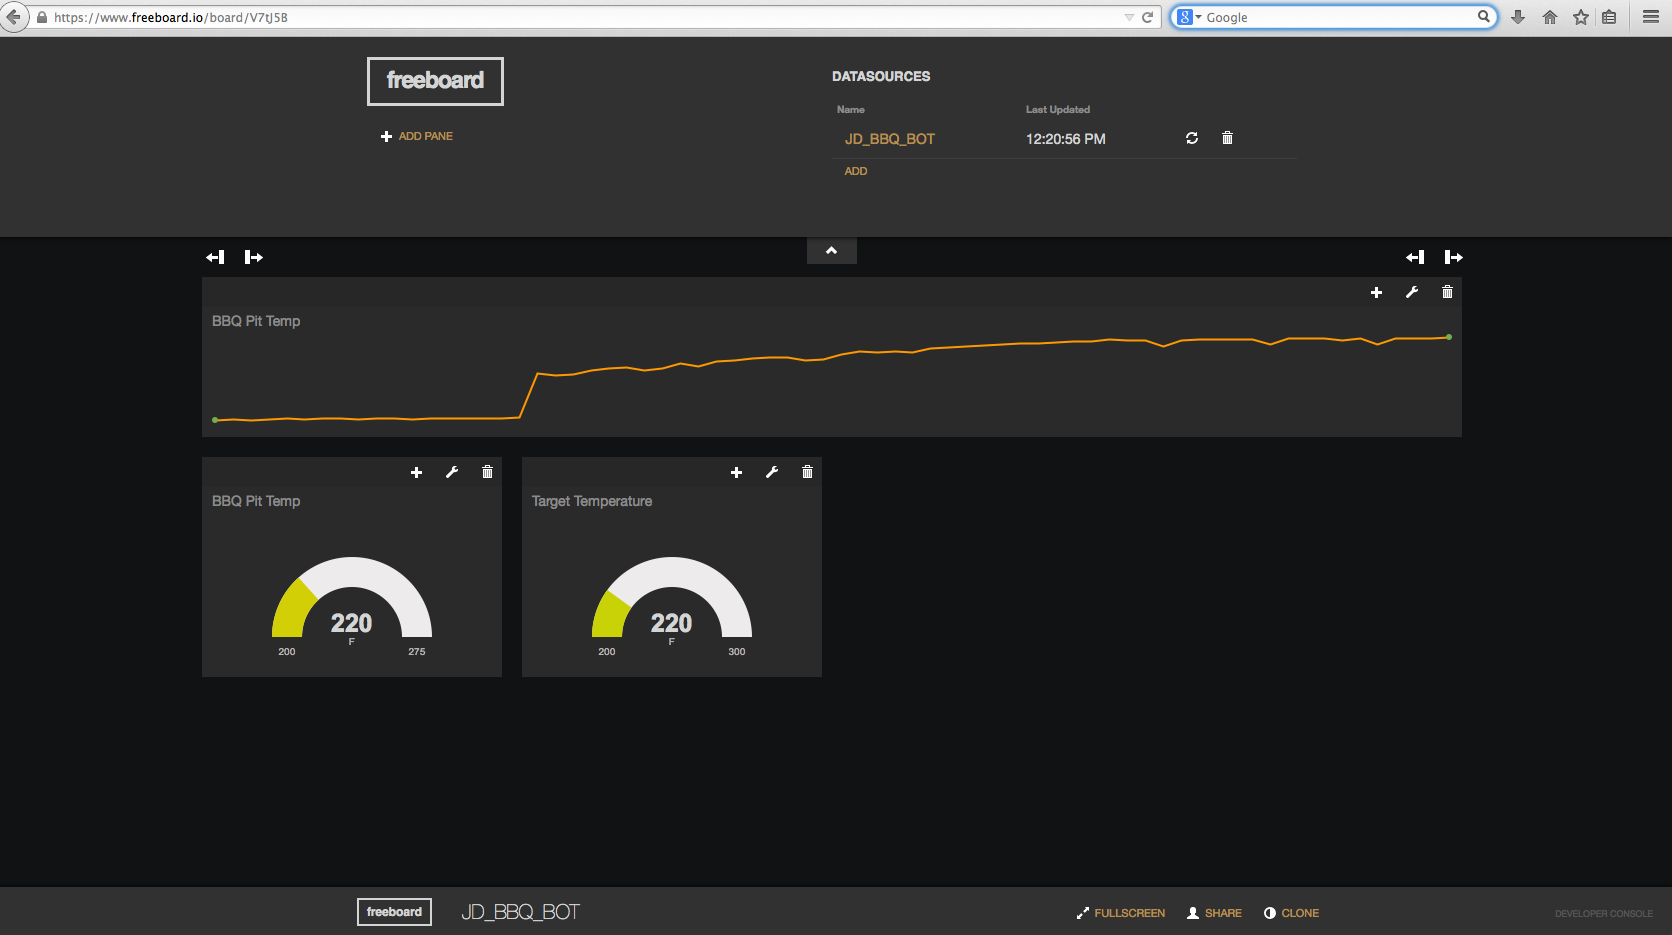 https://www.freeboard.io/board/V7tJ5B
8 Google
freeboard
ADD PANE
DATASOURCES
Name Last Updated
JD_BBQ_BOT 12:20:56 PM
ADD
BBQ Pit Temp
BBQ Pit Temp
220
F
200 275
Target Temperature
220
F
200 300
freeboard JD_BBQ_BOT FULLSCREEN SHARE CLONE DEVELOPER CONSOLE